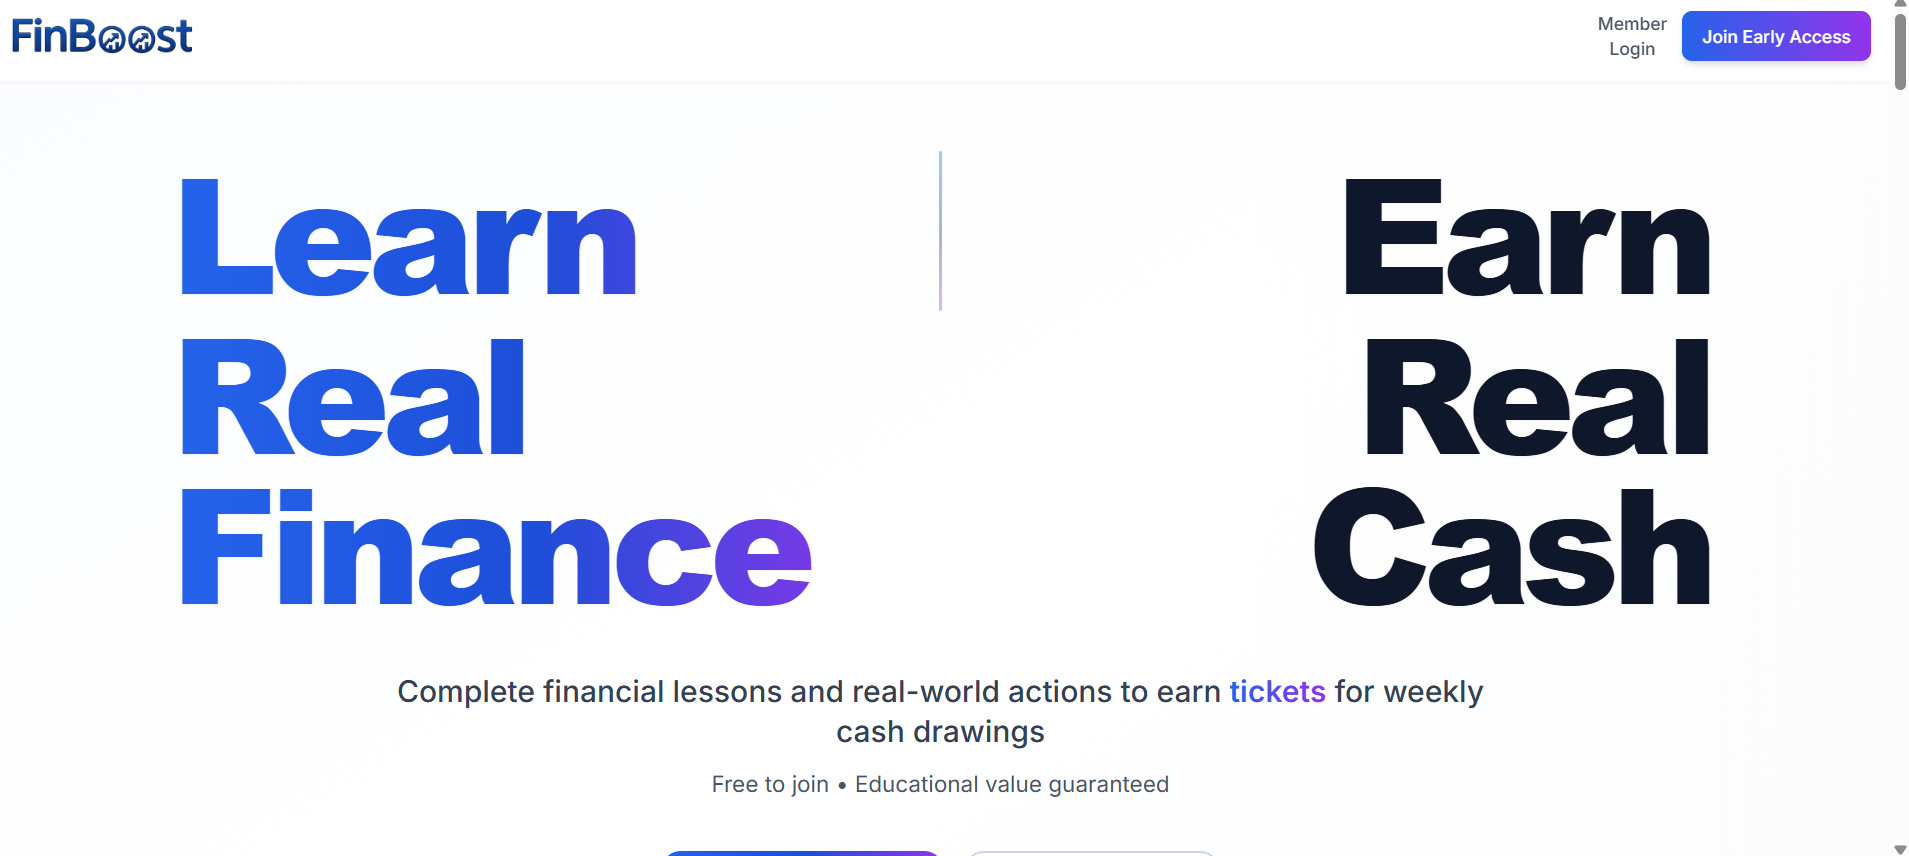 FinBoost
Member
Login
Join Early Access
Learn
Real
Finance
Earn
Real
Cash
Complete financial lessons and real-world actions to earn tickets for weekly
cash drawings
Free to join • Educational value guaranteed